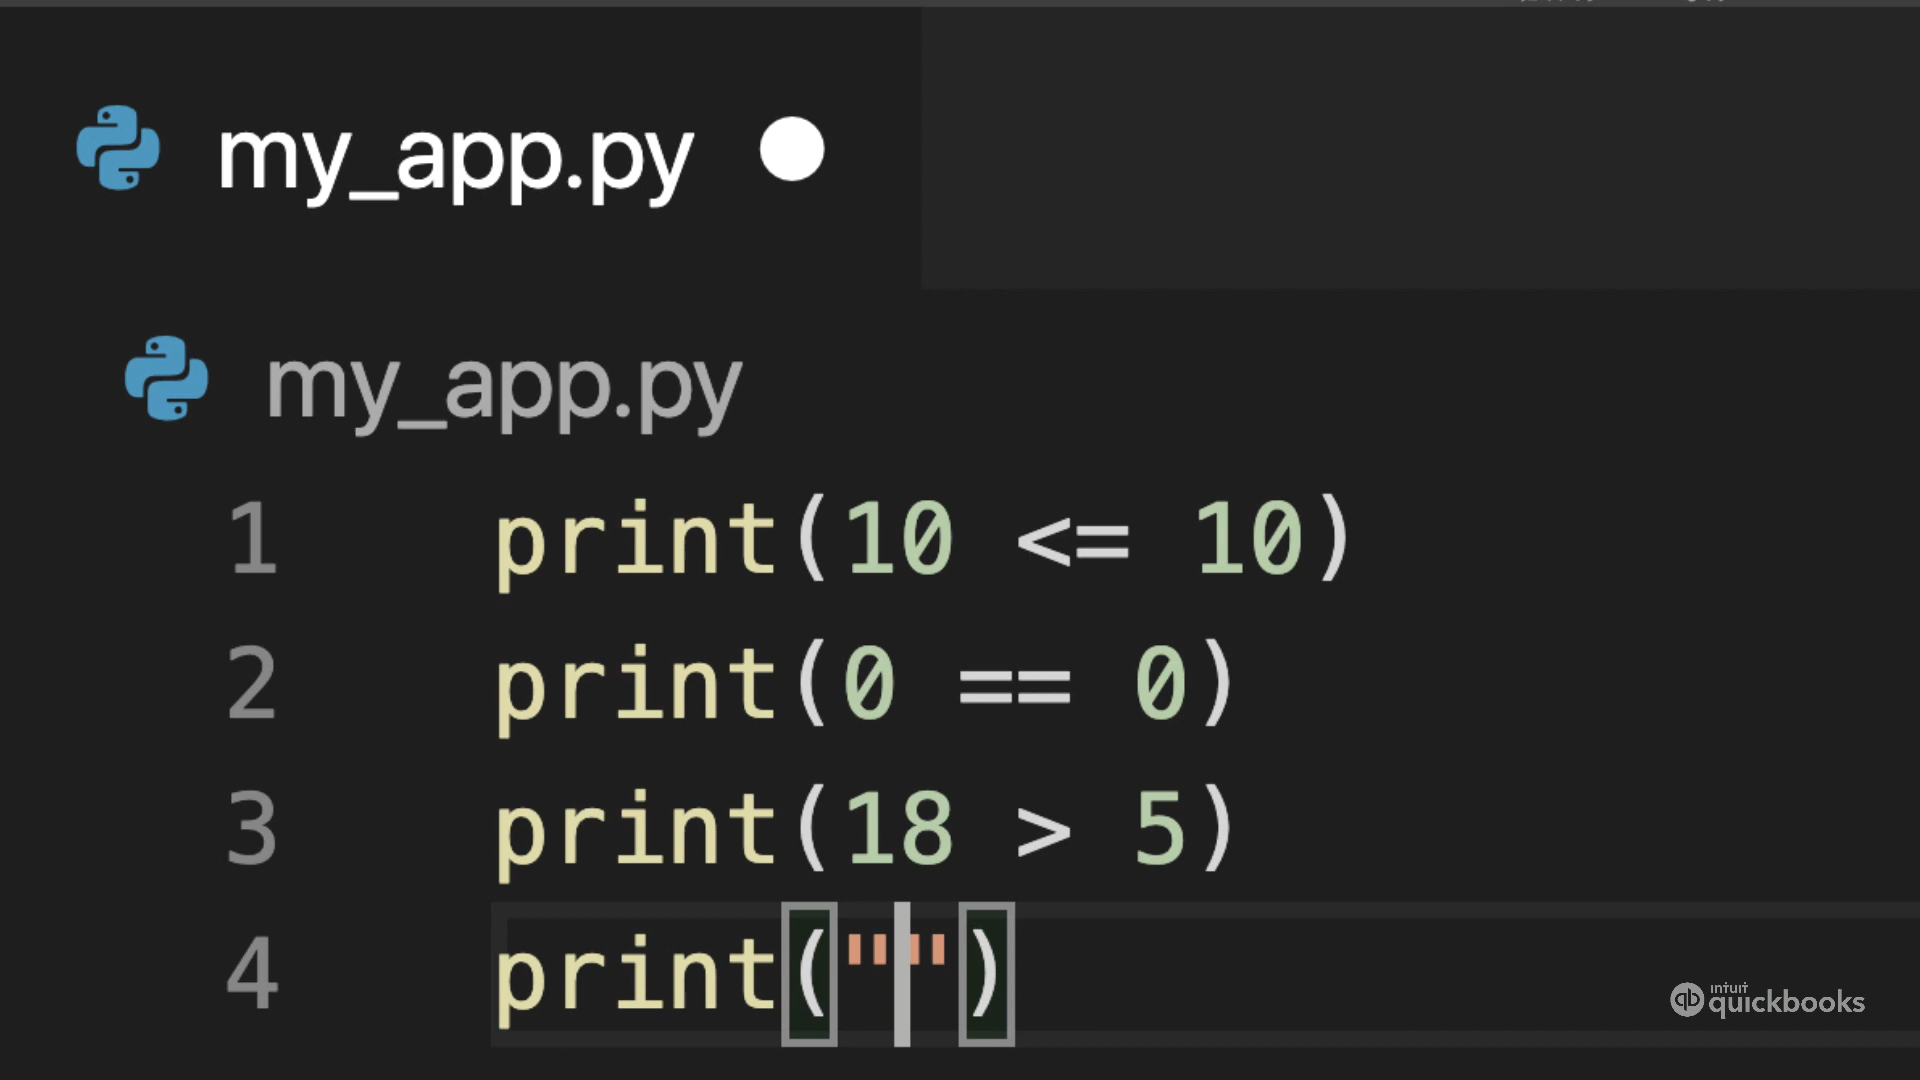 my_app.py
my_app.py
1 print(10 <= 10)
2 print(0 == 0)
3 print(18 > 5)
4 print("")
intuit
quickbooks